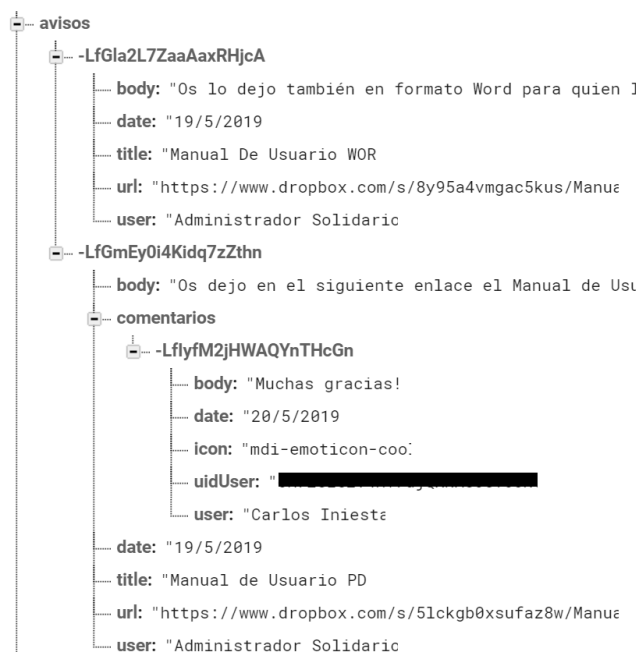 avisos
-LfGla2L7ZaaAaxRHjcA
body: "Os lo dejo también en formato Word para quien l
date: "19/5/2019
title: "Manual De Usuario WOR
url: "https://www.dropbox.com/s/8y95a4vmgac5kus/Manua
user: "Administrador Solidario
-LfGmEy0i4Kidq7zZthn
body: "Os dejo en el siguiente enlace el Manual de Usu
comentarios
-LfIyfM2jHWAQYnTHcGn
body: "Muchas gracias!
date: "20/5/2019
icon: "mdi-emoticon-cool
uidUser: "
user: "Carlos Iniesta
date: "19/5/2019
title: "Manual de Usuario PD
url: "https://www.dropbox.com/s/5lckgb0xsufaz8w/Manua
user: "Administrador Solidario